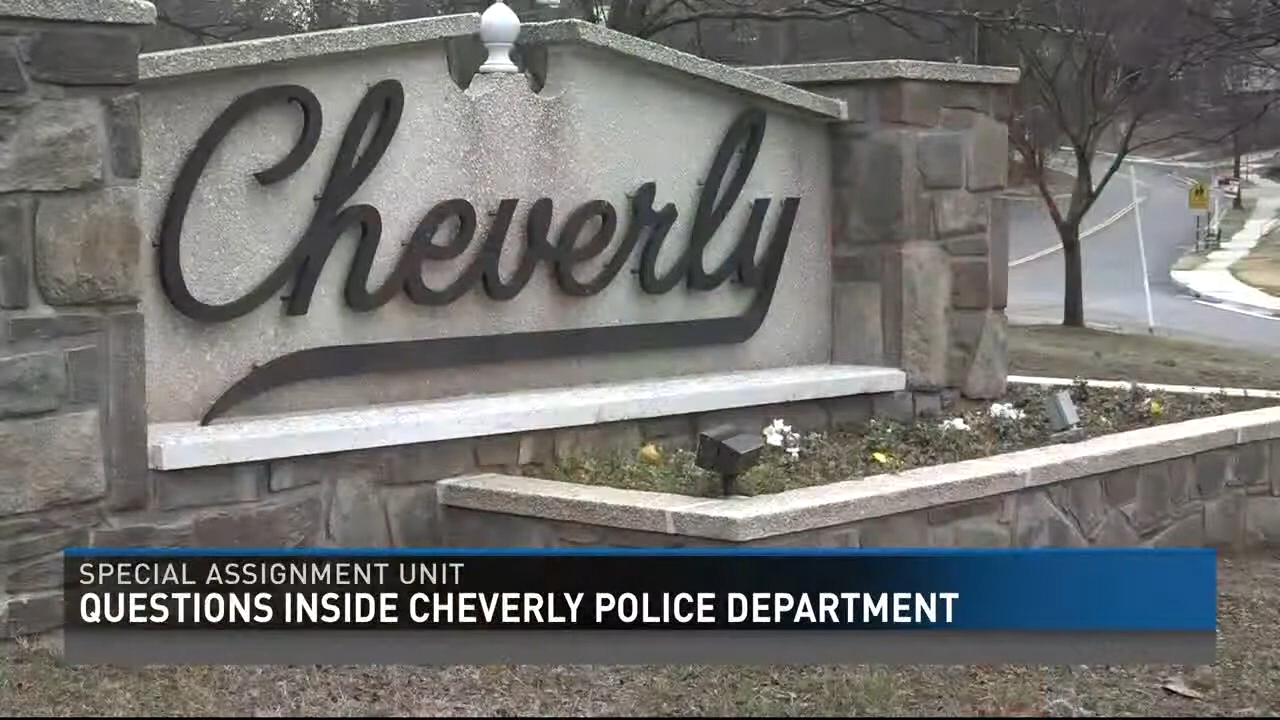 Cheverly
SPECIAL ASSIGNMENT UNIT
QUESTIONS INSIDE CHEVERLY POLICE DEPARTMENT